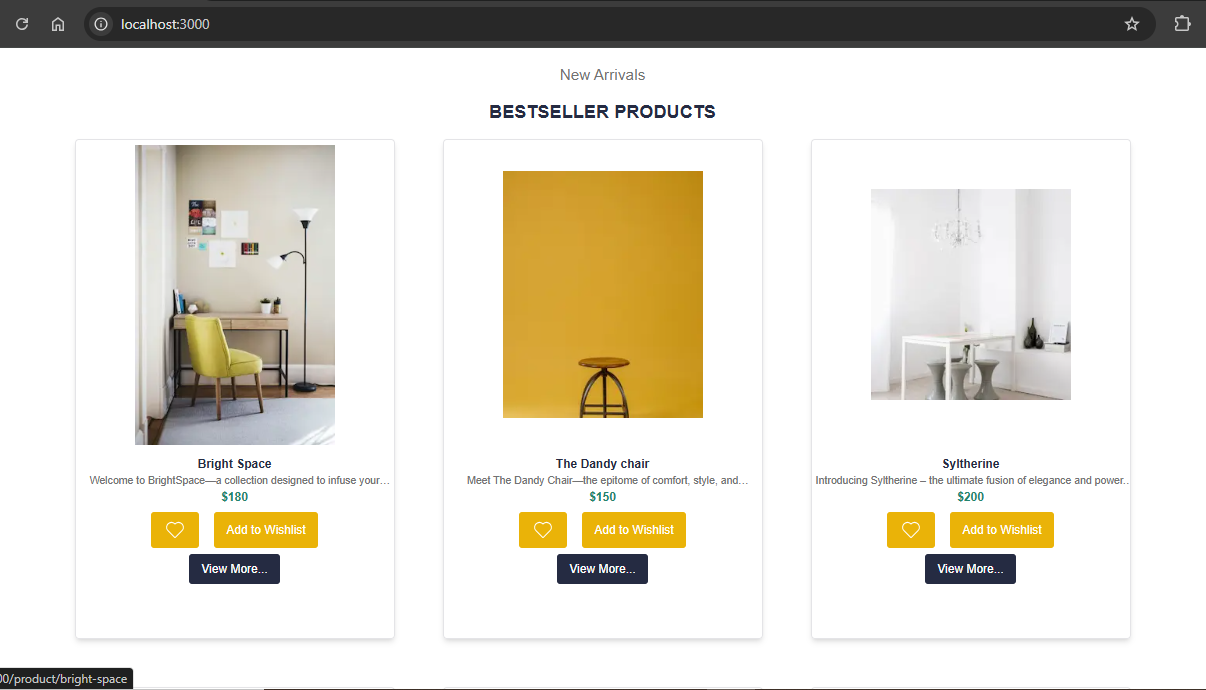 localhost:3000
New Arrivals
BESTSELLER PRODUCTS
Bright Space
Welcome to BrightSpace—a collection designed to infuse your…
$180
Add to Wishlist
View More...
The Dandy chair
Meet The Dandy Chair—the epitome of comfort, style, and…
$150
Add to Wishlist
View More...
Syltherine
Introducing Syltherine – the ultimate fusion of elegance and power..
$200
Add to Wishlist
View More...
00/product/bright-space